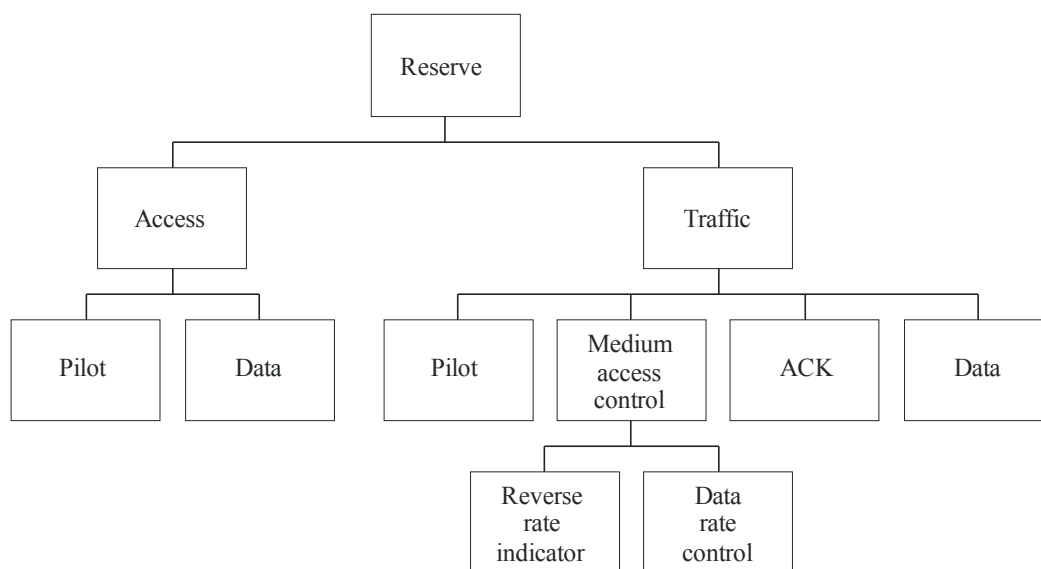 Reserve
Access
Traffic
Pilot
Data
Pilot
Medium
access
control
ACK
Data
Reverse
rate
indicator
Data
rate
control